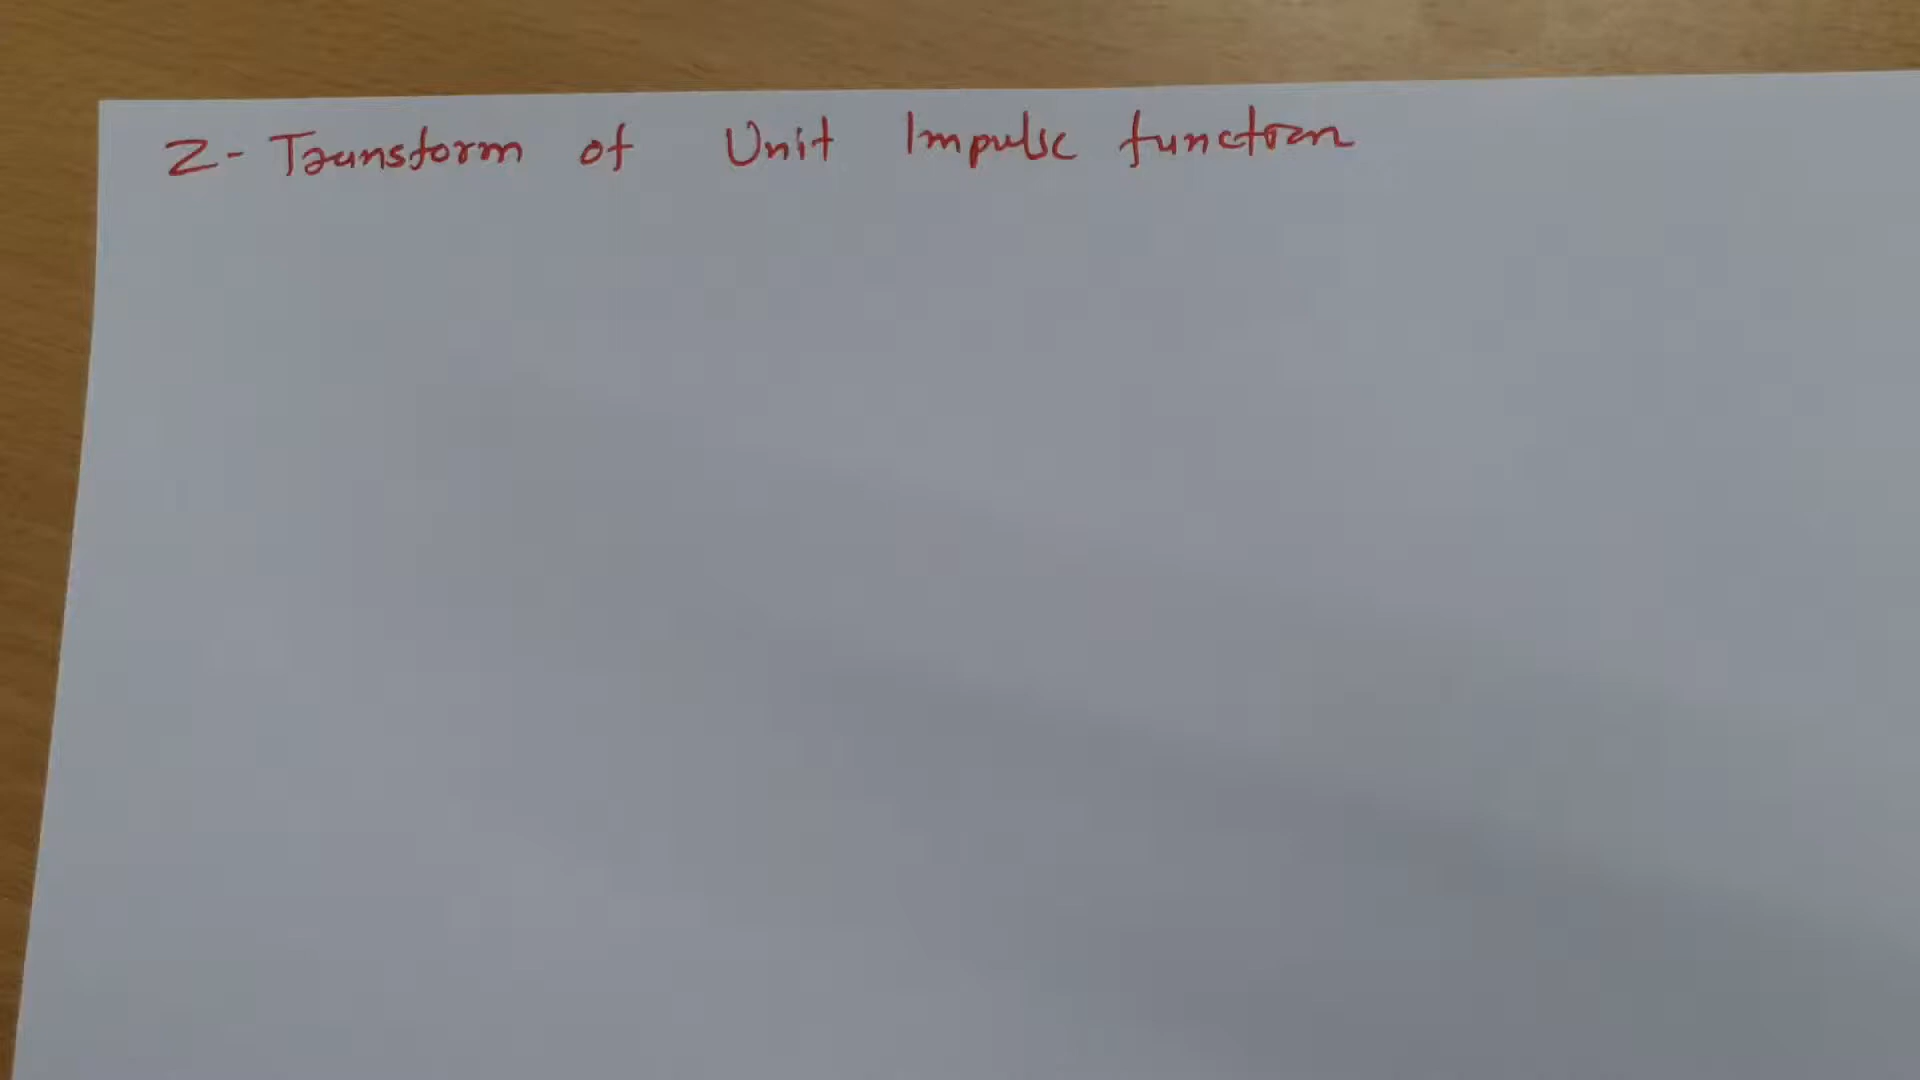 Z- Transform of Unit Impulse function